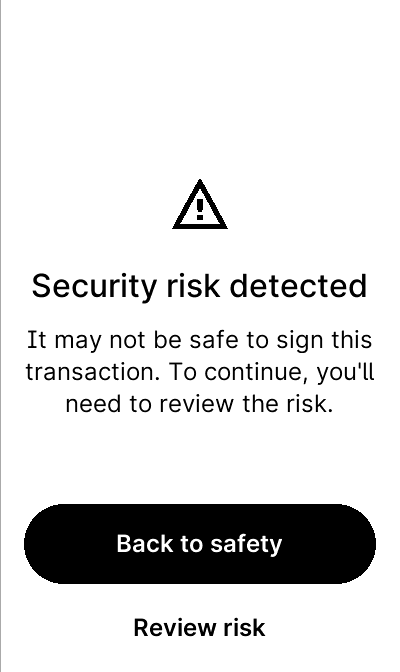 Security risk detected
It may not be safe to sign this
transaction. To continue, you'll
need to review the risk.
Back to safety
Review risk